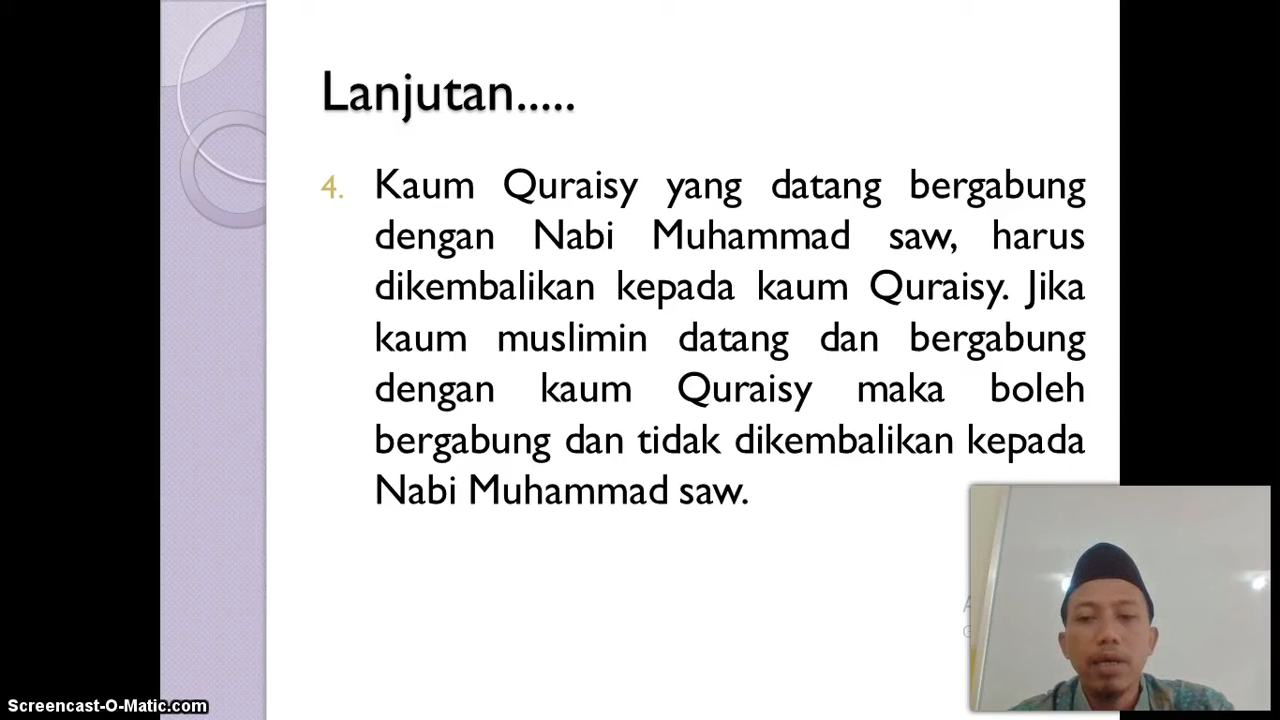 Lanjutan.....
4. Kaum Quraisy yang datang bergabung
dengan Nabi Muhammad saw, harus
dikembalikan kepada kaum Quraisy. Jika
kaum muslimin datang dan bergabung
dengan kaum Quraisy maka boleh
bergabung dan tidak dikembalikan kepada
Nabi Muhammad saw.
Screencast-O-Matic.com